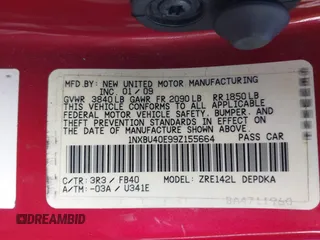 MFD.BY: NEW UNITED MOTOR MANUFACTURING
INC. 01/09
GVWR 3840LB GAWR FR 2090LB RR1850LB
THIS VEHICLE CONFORMS TO ALL APPLICABLE
FEDERAL MOTOR VEHICLE SAFETY, BUMPER, AND
THEFT PREVENTION STANDARDS IN EFFECT ON
THE DATE OF MANUFACTURE SHOWN ABOVE.
1NXBU40E99Z155664
PASSENGER CAR
C/TR: 3R3 / FB40
MODEL: ZRE142L DEPDKA
A/TM: -03A / U341E
DREAMBID